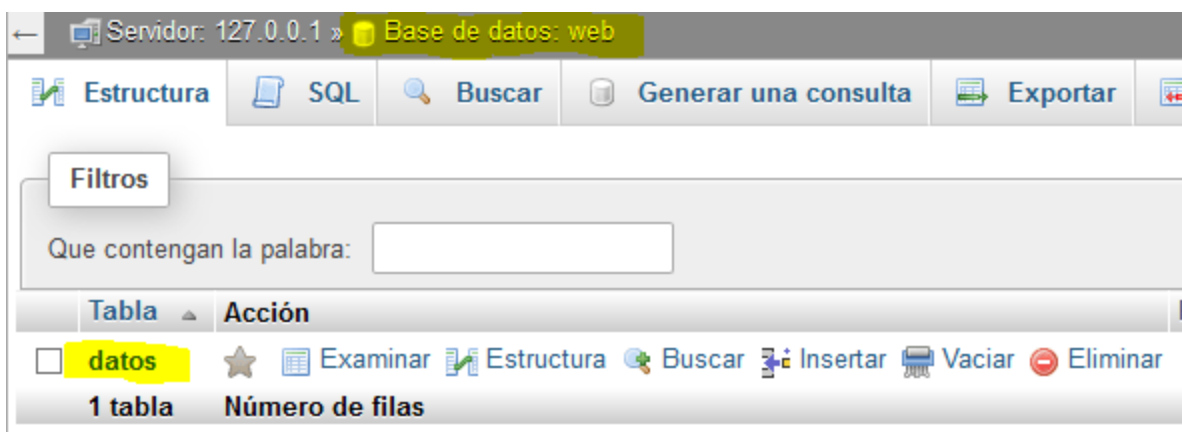 ← Servidor: 127.0.0.1 » Base de datos: web
Estructura SQL Buscar Generar una consulta Exportar
Filtros
Que contengan la palabra:
Tabla Acción
datos Examinar Estructura Buscar Insertar Vaciar Eliminar
1 tabla Número de filas